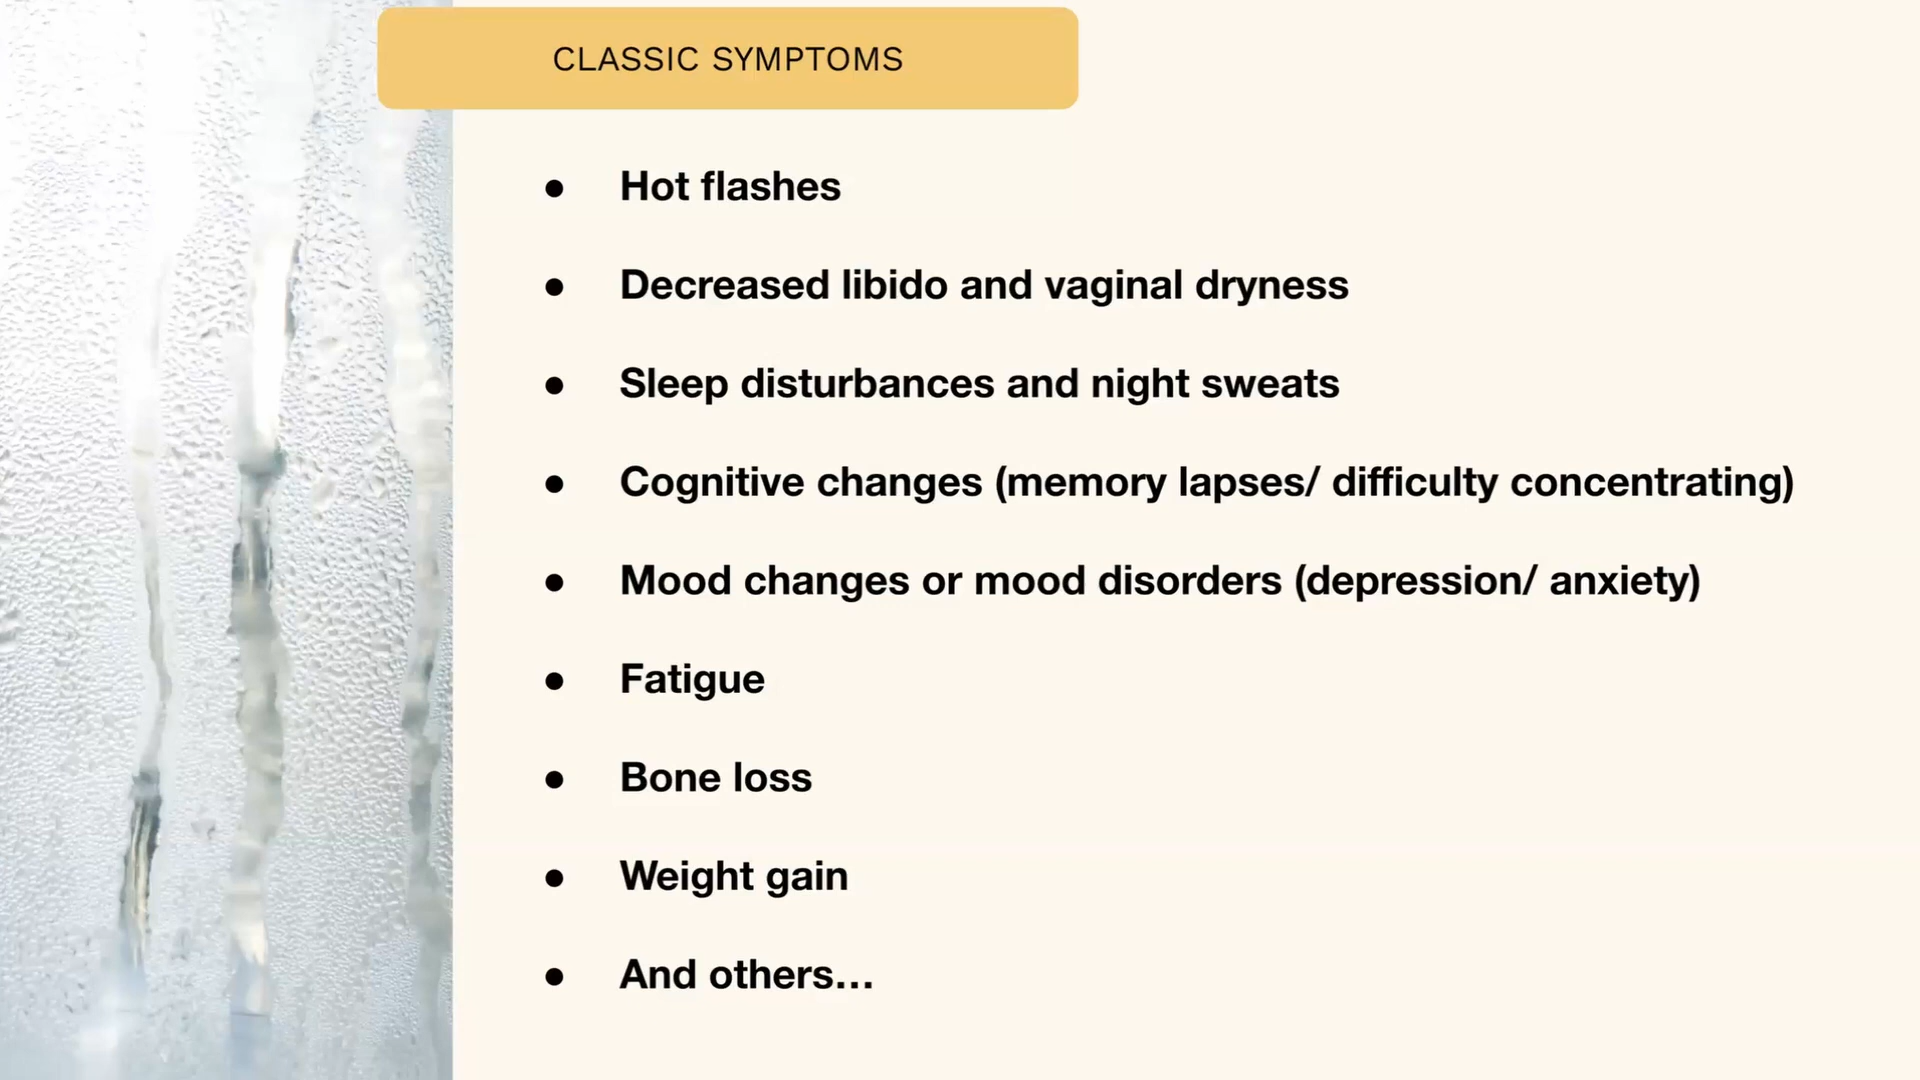 CLASSIC SYMPTOMS
● Hot flashes
● Decreased libido and vaginal dryness
● Sleep disturbances and night sweats
● Cognitive changes (memory lapses/ difficulty concentrating)
● Mood changes or mood disorders (depression/ anxiety)
● Fatigue
● Bone loss
● Weight gain
● And others...